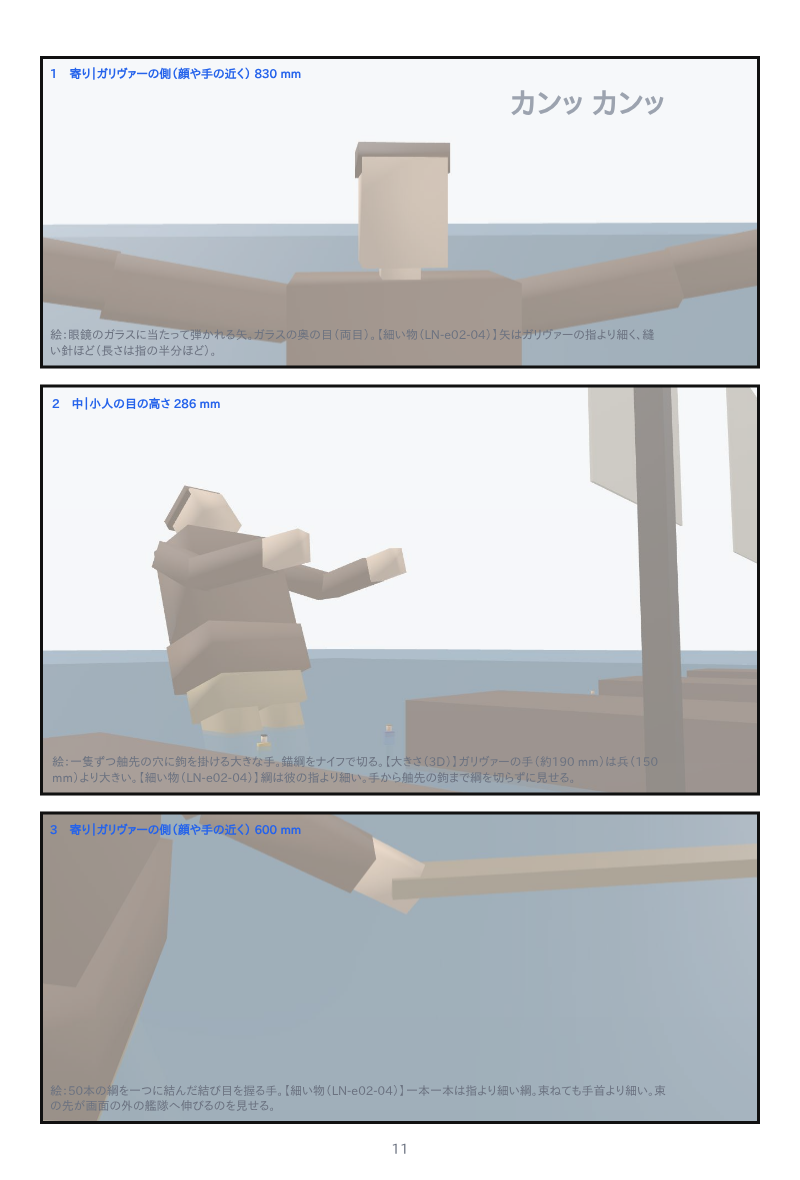 1 寄り|ガリヴァーの側(顔や手の近く) 830 mm
カンッ カンッ
絵:眼鏡のガラスに当たって弾かれる矢。ガラスの奥の目(両目)。【細い物(LN-e02-04)】矢はガリヴァーの指より細く、縫
い針ほど(長さは指の半分ほど)。
2 中|小人の目の高さ 286 mm
絵:一隻ずつ舳先の穴に鉤を掛ける大きな手。錨綱をナイフで切る。【大きさ(3D)】ガリヴァーの手(約190 mm)は兵(150
mm)より大きい。【細い物(LN-e02-04)】綱は彼の指より細い。手から舳先の鉤まで綱を切らずに見せる。
3 寄り|ガリヴァーの側(顔や手の近く) 600 mm
絵:50本の綱を一つに結んだ結び目を握る手。【細い物(LN-e02-04)】一本一本は指より細い綱。束ねても手首より細い。束
の先が画面の外の艦隊へ伸びるのを見せる。
11